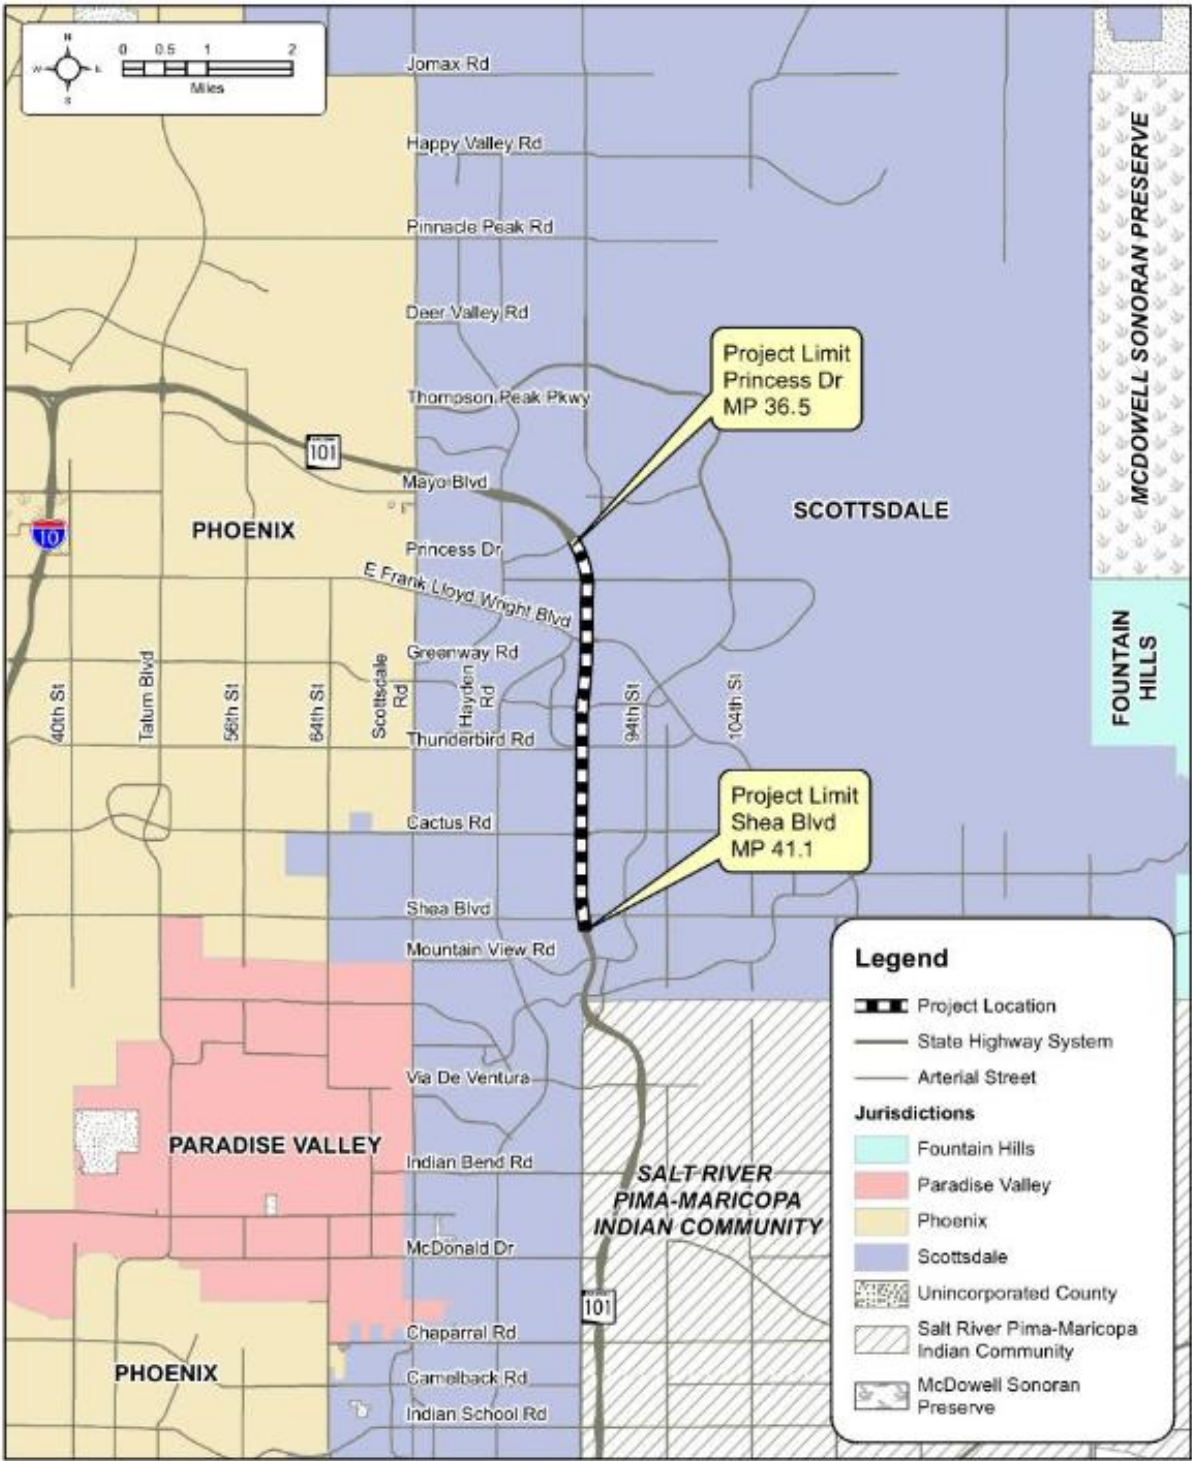 N
W E
S
0 0.5 1 2
Miles
Jomax Rd
Happy Valley Rd
Pinnacle Peak Rd
Deer Valley Rd
Thompson Peak Pkwy
Project Limit
Princess Dr
MP 36.5
101
Mayo Blvd
MCDOWELL SONORAN PRESERVE
SCOTTSDALE
10
PHOENIX
Princess Dr
E Frank Lloyd Wright Blvd
Greenway Rd
FOUNTAIN
HILLS
40th St
Tatum Blvd
56th St
64th St
Scottsdale
Rd
Hayden
Rd
94th St
104th St
Thunderbird Rd
Cactus Rd
Project Limit
Shea Blvd
MP 41.1
Shea Blvd
Mountain View Rd
Via De Ventura
PARADISE VALLEY
Indian Bend Rd
SALT RIVER
PIMA-MARICOPA
INDIAN COMMUNITY
McDonald Dr
101
Chaparral Rd
PHOENIX
Camelback Rd
Indian School Rd
Legend
Project Location
State Highway System
Arterial Street
Jurisdictions
Fountain Hills
Paradise Valley
Phoenix
Scottsdale
Unincorporated County
Salt River Pima-Maricopa
Indian Community
McDowell Sonoran
Preserve